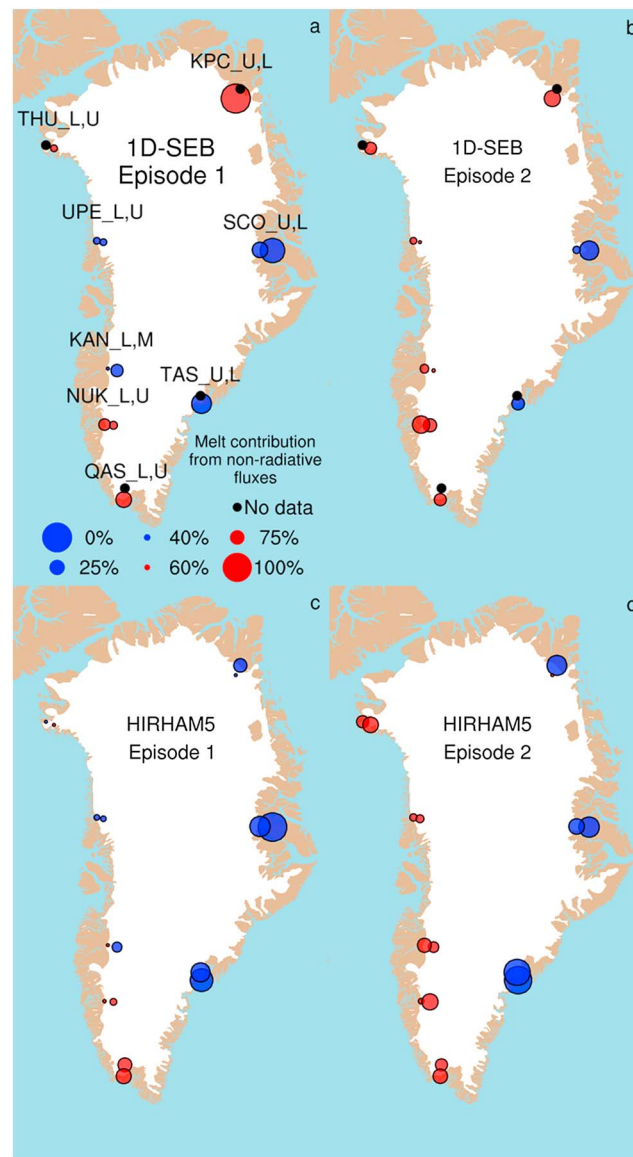 a
b
KPC_U,L
THU_L,U
1D-SEB
Episode 1
1D-SEB
Episode 2
UPE_L,U
SCO_U,L
KAN_L,M
TAS_U,L
NUK_L,U
Melt contribution
from non-radiative
fluxes
QAS_L,U
No data
0%
40%
75%
25%
60%
100%
c
HIRHAM5
Episode 1
HIRHAM5
Episode 2